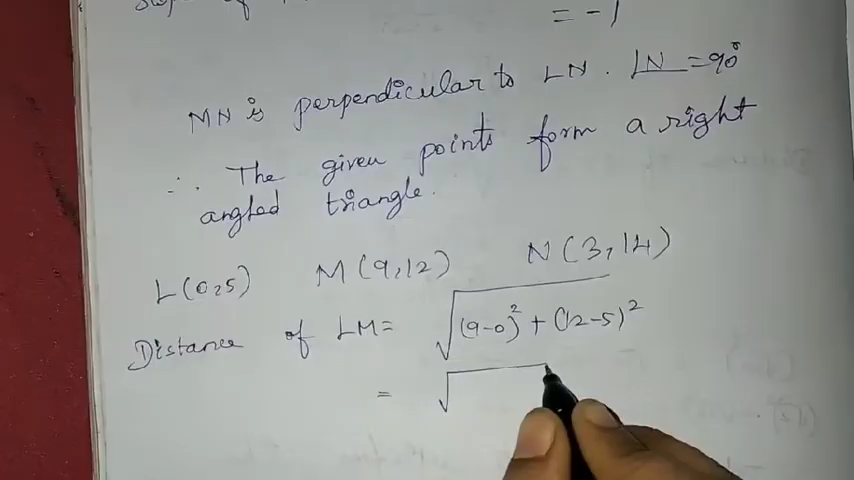 = -1
MN is perpendicular to LN. ∠N = 90°
∴ The given points form a right
angled triangle.
L(0,5) M(9,12) N(3,14)
Distance of LM = √(9-0)² + (12-5)²
= √